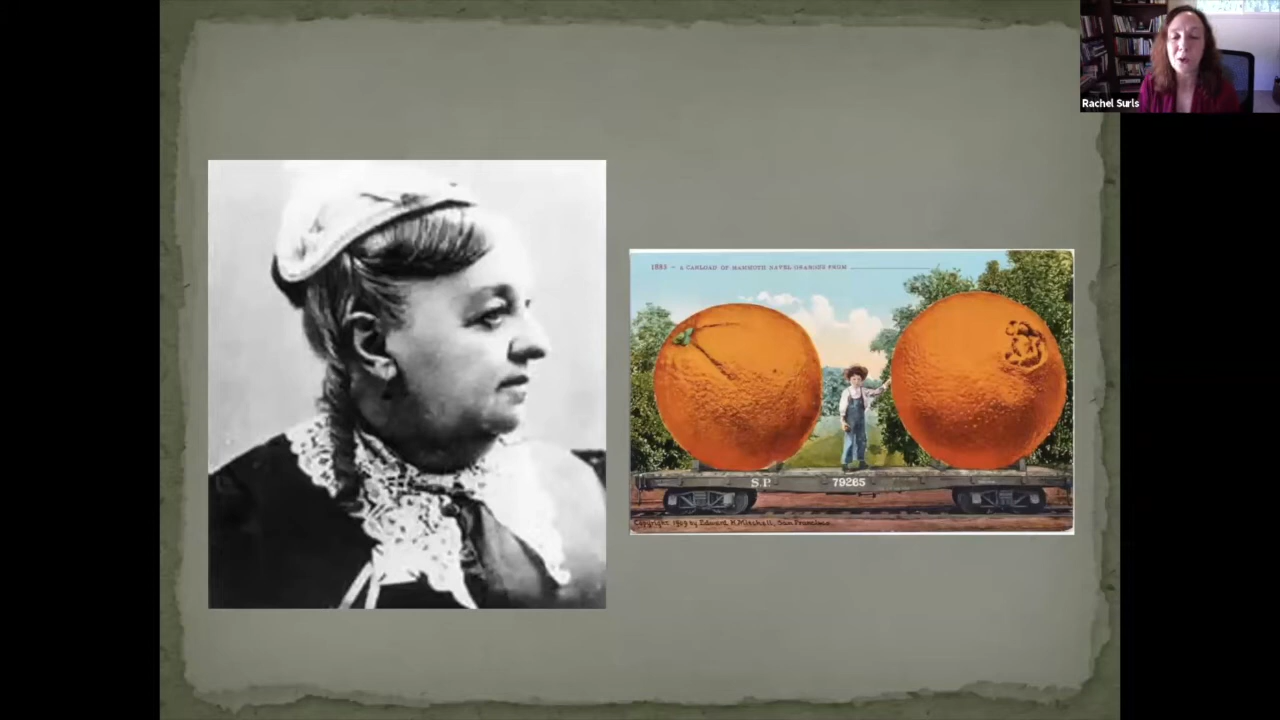 Rachel Surls
1883 - A CARLOAD OF MAMMOTH NAVEL ORANGES FROM
S.P. 79265
Copyright 1909 by Edward H. Mitchell, San Francisco